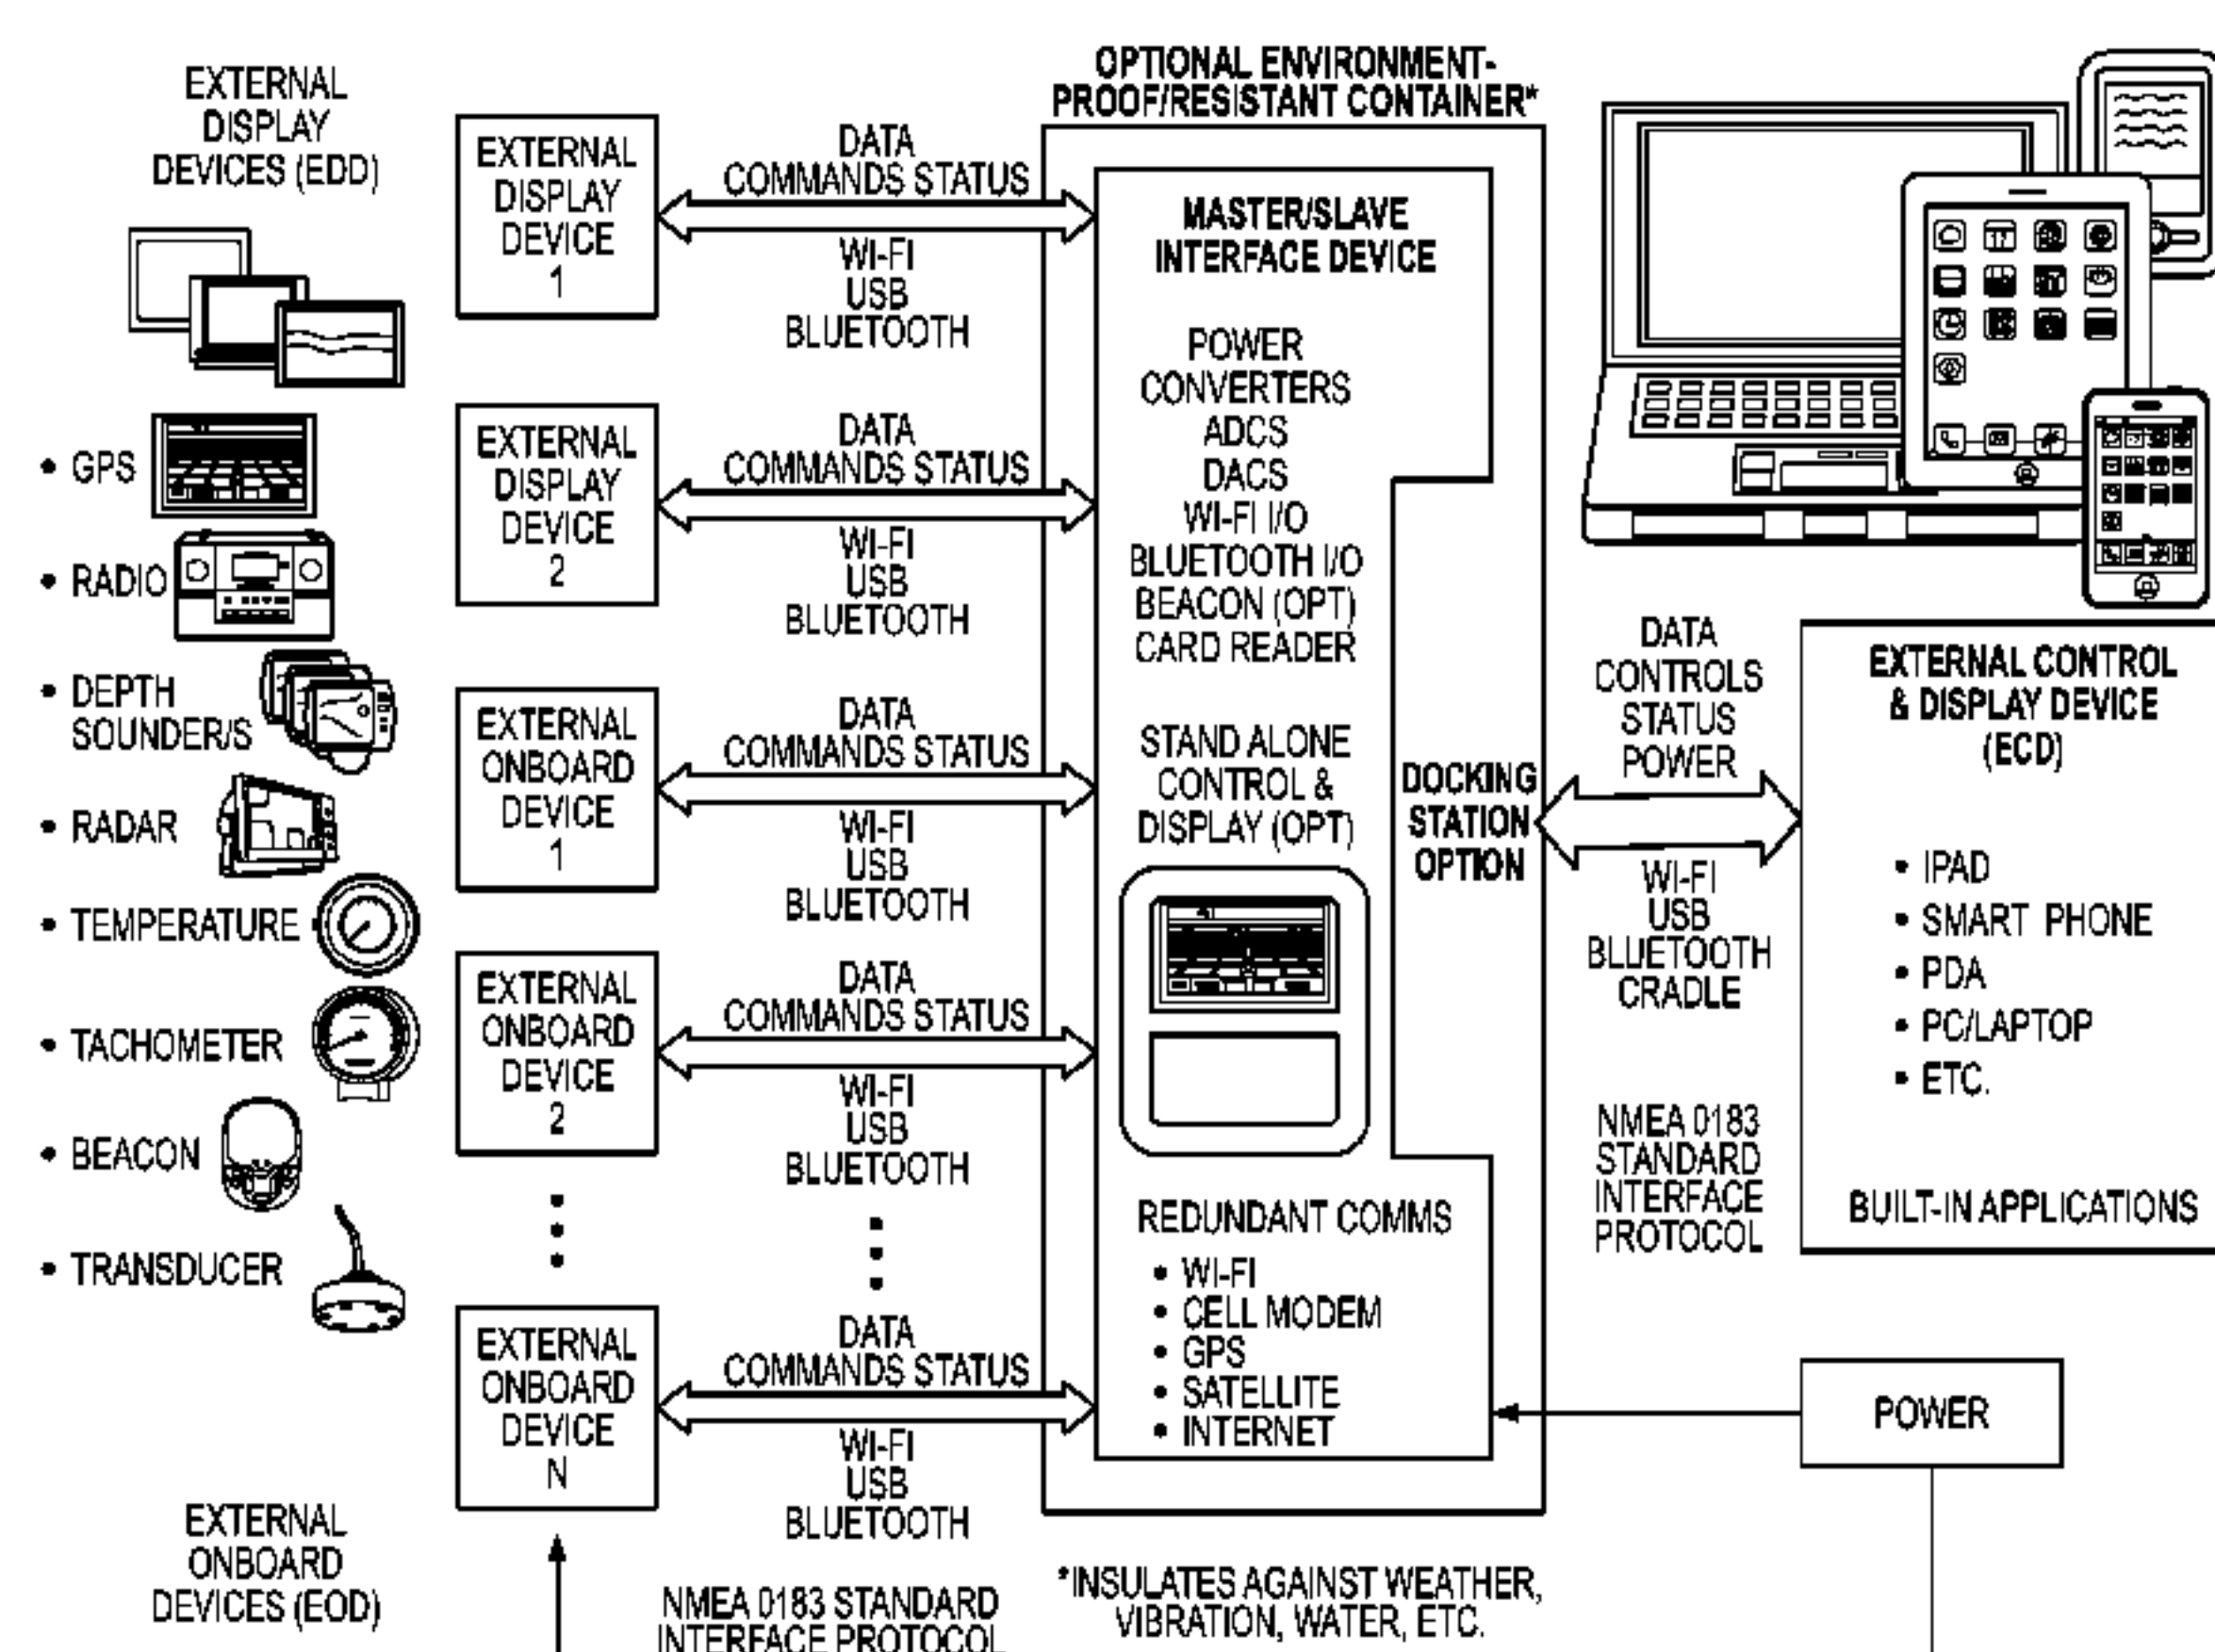 EXTERNAL
DISPLAY
DEVICES (EDD)
• GPS
• RADIO
• DEPTH
SOUNDER/S
• RADAR
• TEMPERATURE
• TACHOMETER
• BEACON
• TRANSDUCER
EXTERNAL
ONBOARD
DEVICES (EOD)
EXTERNAL
DISPLAY
DEVICE
1
DATA
COMMANDS STATUS
WI-FI
USB
BLUETOOTH
EXTERNAL
DISPLAY
DEVICE
2
DATA
COMMANDS STATUS
WI-FI
USB
BLUETOOTH
EXTERNAL
ONBOARD
DEVICE
1
DATA
COMMANDS STATUS
WI-FI
USB
BLUETOOTH
EXTERNAL
ONBOARD
DEVICE
2
DATA
COMMANDS STATUS
WI-FI
USB
BLUETOOTH
EXTERNAL
ONBOARD
DEVICE
N
DATA
COMMANDS STATUS
WI-FI
USB
BLUETOOTH
NMEA 0183 STANDARD
INTERFACE PROTOCOL
OPTIONAL ENVIRONMENT-
PROOF/RESISTANT CONTAINER*
MASTER/SLAVE
INTERFACE DEVICE
POWER
CONVERTERS
ADCS
DACS
WI-FI I/O
BLUETOOTH I/O
BEACON (OPT)
CARD READER
STAND ALONE
CONTROL &
DISPLAY (OPT)
REDUNDANT COMMS
• WI-FI
• CELL MODEM
• GPS
• SATELLITE
• INTERNET
DOCKING
STATION
OPTION
*INSULATES AGAINST WEATHER,
VIBRATION, WATER, ETC.
DATA
CONTROLS
STATUS
POWER
WI-FI
USB
BLUETOOTH
CRADLE
NMEA 0183
STANDARD
INTERFACE
PROTOCOL
EXTERNAL CONTROL
& DISPLAY DEVICE
(ECD)
• IPAD
• SMART PHONE
• PDA
• PC/LAPTOP
• ETC.
BUILT-IN APPLICATIONS
POWER